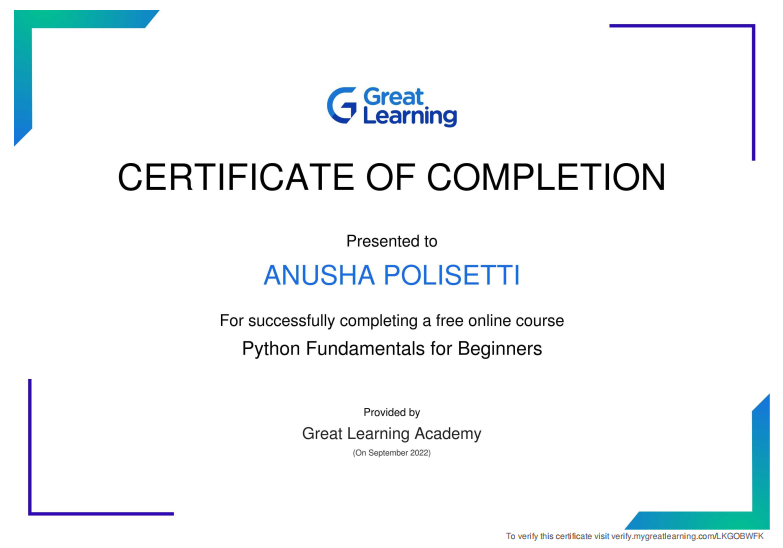 Great
Learning
CERTIFICATE OF COMPLETION
Presented to
ANUSHA POLISETTI
For successfully completing a free online course
Python Fundamentals for Beginners
Provided by
Great Learning Academy
(On September 2022)
To verify this certificate visit verify.mygreatlearning.com/LKGOBWFK